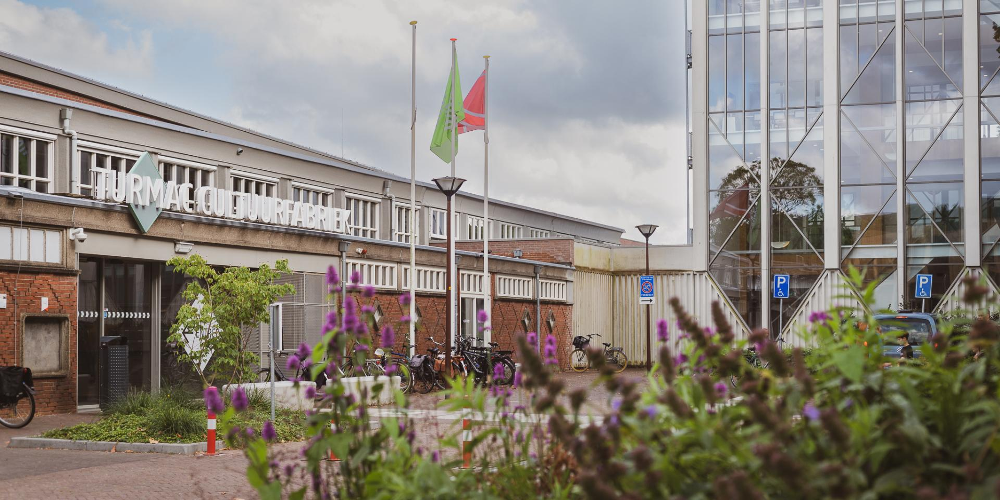 TURMAC CULTUURFABRIEK
ENTREE
VERBODEN
P
P